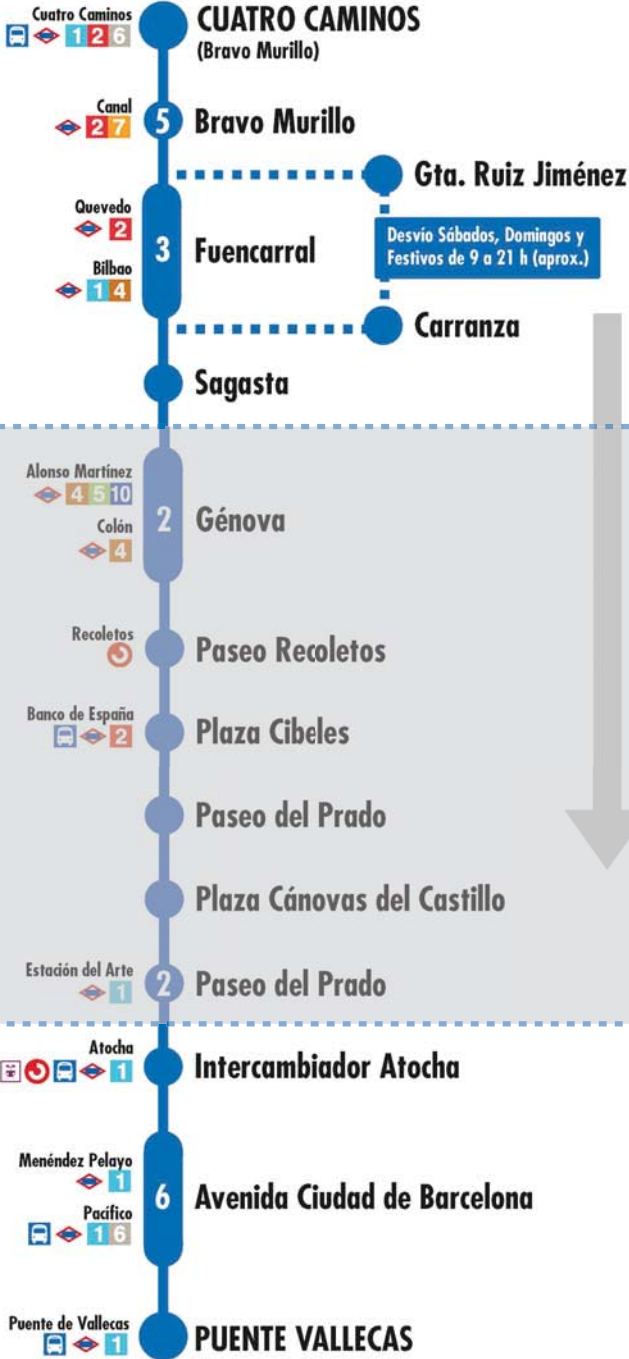 Cuatro Caminos
1 2 6
CUATRO CAMINOS
(Bravo Murillo)
Canal
2 7
5
Bravo Murillo
Gta. Ruiz Jiménez
Quevedo
2
Bilbao
1 4
3
Fuencarral
Desvío Sábados, Domingos y
Festivos de 9 a 21 h (aprox.)
Carranza
Sagasta
Alonso Martínez
4 5 10
Colón
4
2
Génova
Recoletos
Paseo Recoletos
Banco de España
2
Plaza Cibeles
Paseo del Prado
Plaza Cánovas del Castillo
Estación del Arte
1
2
Paseo del Prado
Atocha
1
Intercambiador Atocha
Menéndez Pelayo
1
Pacífico
1 6
6
Avenida Ciudad de Barcelona
Puente de Vallecas
1
PUENTE VALLECAS